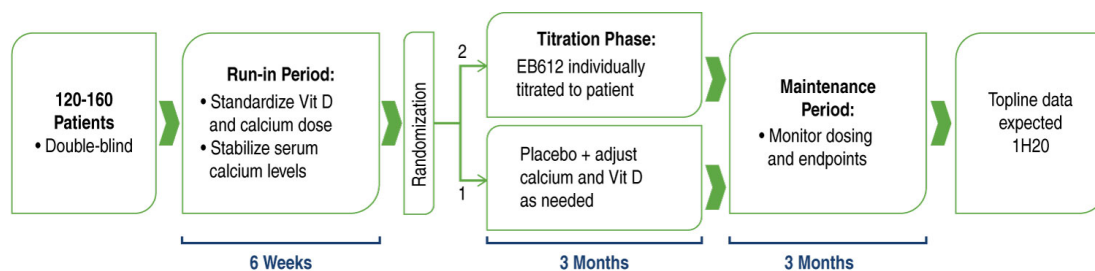 120-160
Patients
• Double-blind
Run-in Period:
• Standardize Vit D
and calcium dose
• Stabilize serum
calcium levels
Randomization
2
1
Titration Phase:
EB612 individually
titrated to patient
Placebo + adjust
calcium and Vit D
as needed
Maintenance
Period:
• Monitor dosing
and endpoints
Topline data
expected
1H20
6 Weeks
3 Months
3 Months